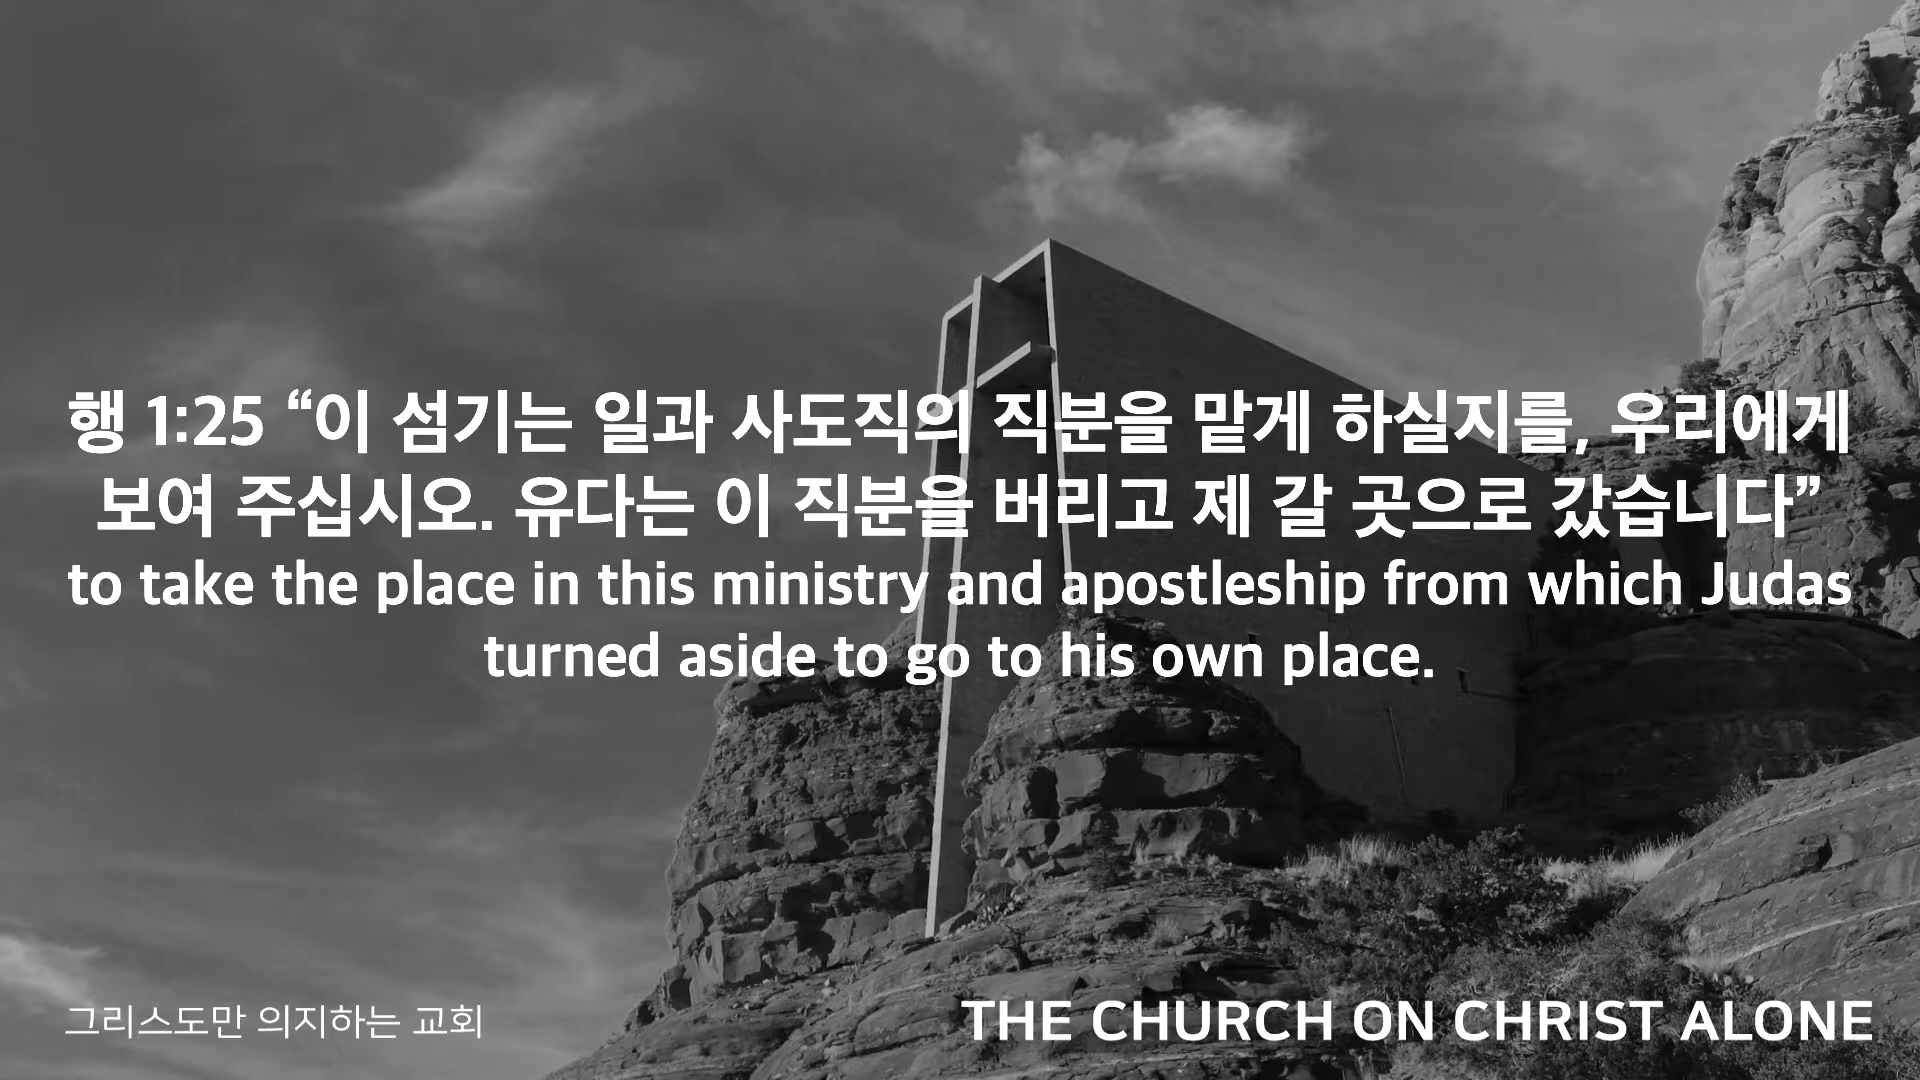 행 1:25 “이 섬기는 일과 사도직의 직분을 맡게 하실지를, 우리에게
보여 주십시오. 유다는 이 직분을 버리고 제 갈 곳으로 갔습니다”
to take the place in this ministry and apostleship from which Judas
turned aside to go to his own place.
그리스도만 의지하는 교회
THE CHURCH ON CHRIST ALONE